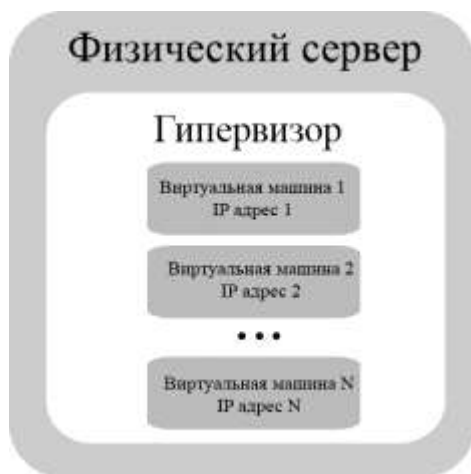 Физический сервер
Гипервизор
Виртуальная машина 1
IP адрес 1
Виртуальная машина 2
IP адрес 2
•••
Виртуальная машина N
IP адрес N